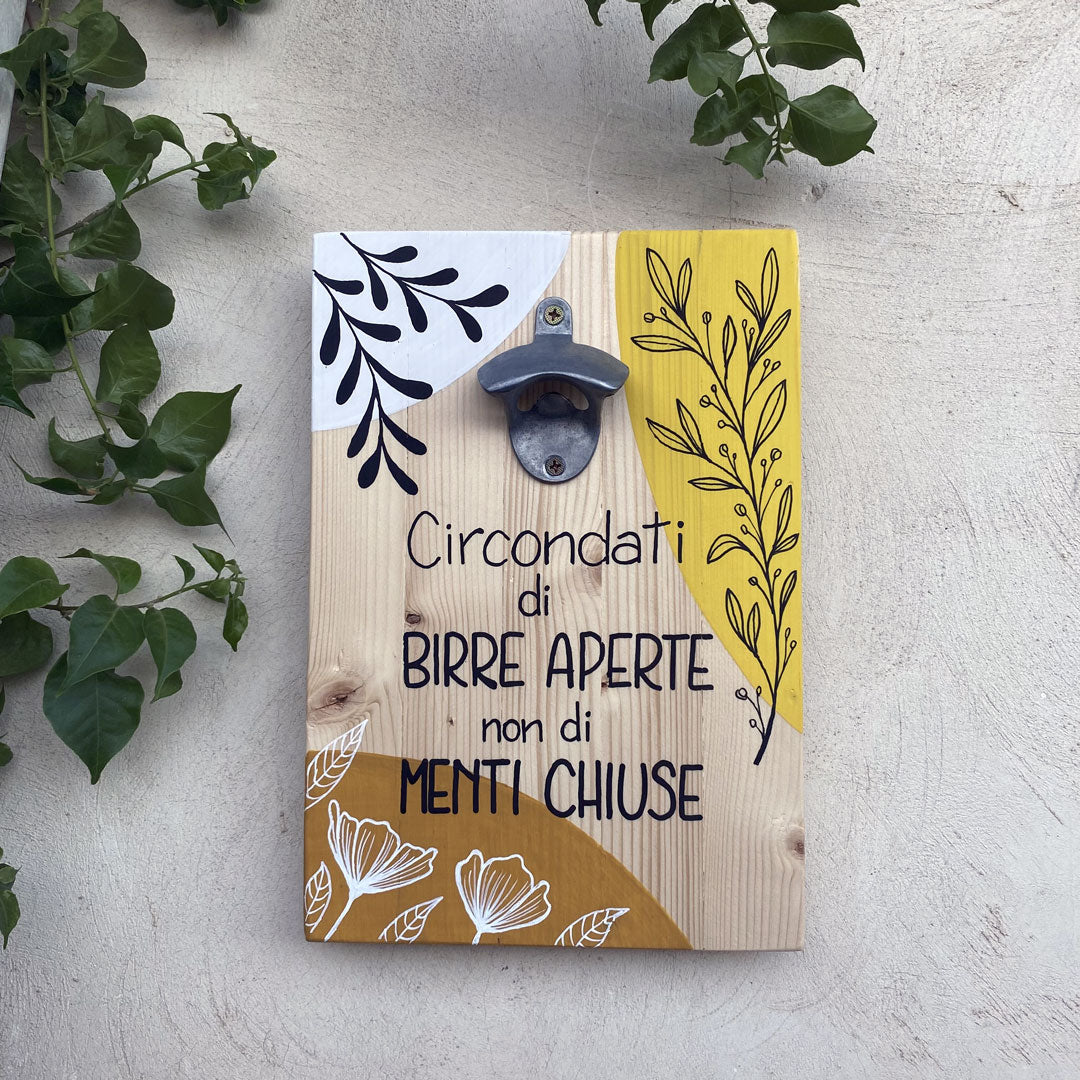 Circondati
di
BIRRE APERTE
non di
MENTI CHIUSE